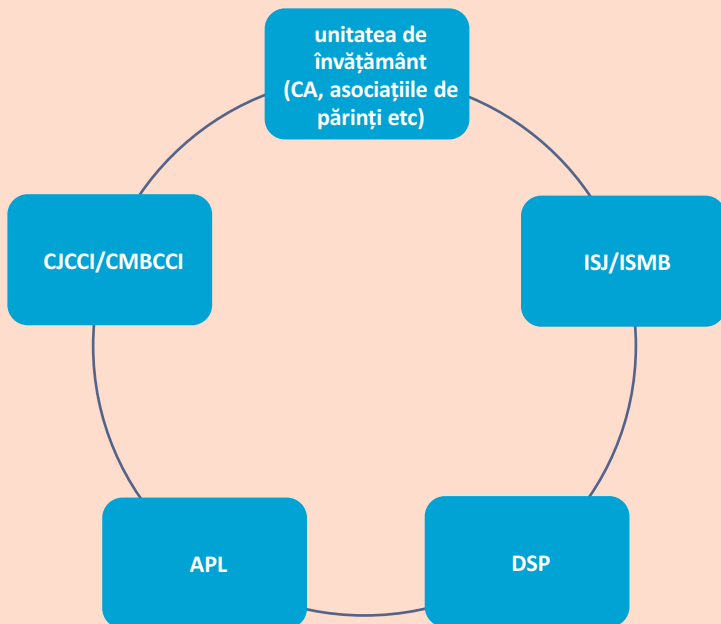 unitatea de
învățământ
(CA, asociațiile de
părinți etc)
CJCCI/CMBCCI
ISJ/ISMB
APL
DSP